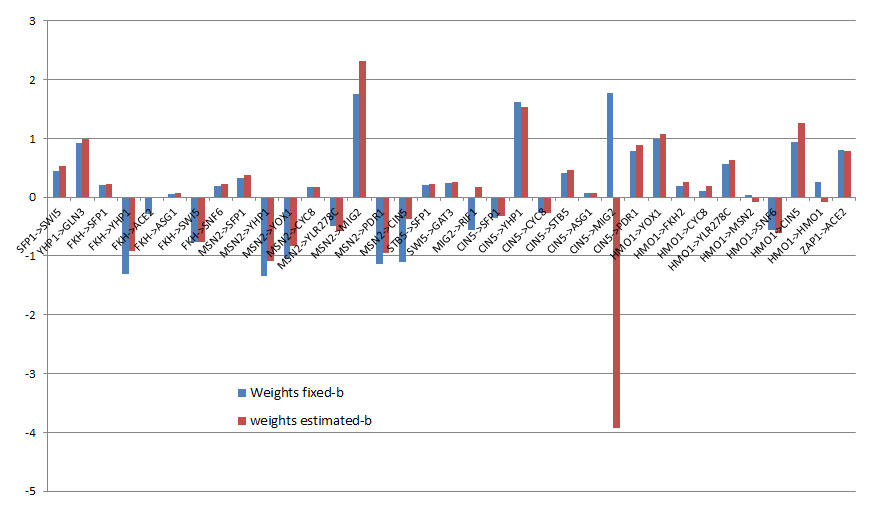 3
2
1
0
-1
-2
-3
-4
-5
SFP1->SWI5
YHP1->GLN3
FKH->SFP1
FKH->YHP1
FKH->ACE2
FKH->ASG1
FKH->SWI5
FKH->SNF6
MSN2->SFP1
MSN2->YHP1
MSN2->YOX1
MSN2->CYC8
MSN2->YLR278C
MSN2->MIG2
MSN2->PDR1
MSN2->CIN5
STB5->SFP1
SWI5->GAT3
MIG2->RIF1
CIN5->SFP1
CIN5->YHP1
CIN5->CYC8
CIN5->STB5
CIN5->ASG1
CIN5->MIG2
CIN5->PDR1
HMO1->YOX1
HMO1->FKH2
HMO1->CYC8
HMO1->YLR278C
HMO1->MSN2
HMO1->SNF6
HMO1->CIN5
HMO1->HMO1
ZAP1->ACE2
Weights fixed-b
weights estimated-b